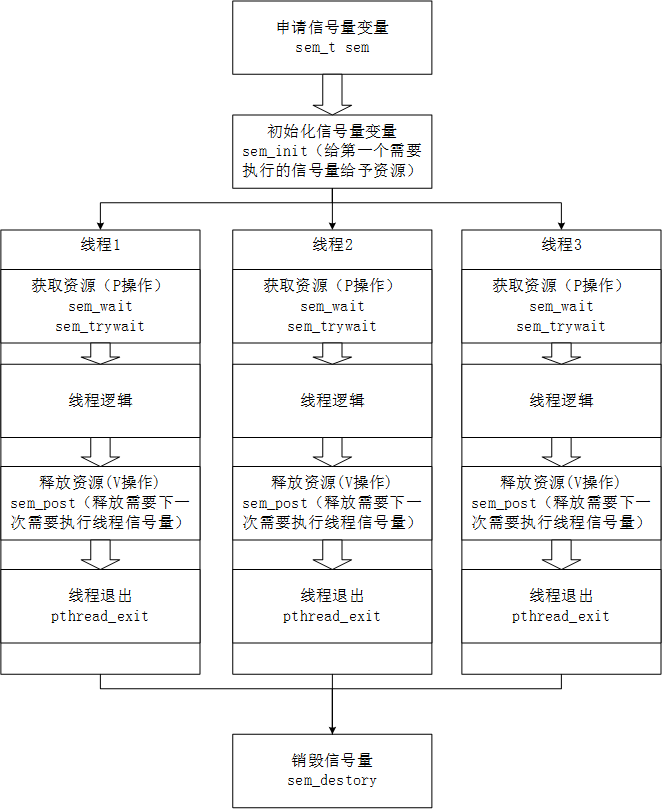 申请信号量变量
sem_t sem
初始化信号量变量
sem_init（给第一个需要
执行的信号量给予资源）
线程1
获取资源（P操作）
sem_wait
sem_trywait
线程逻辑
释放资源(V操作)
sem_post（释放需要下一
次需要执行线程信号量）
线程退出
pthread_exit
线程2
获取资源（P操作）
sem_wait
sem_trywait
线程逻辑
释放资源(V操作)
sem_post（释放需要下一
次需要执行线程信号量）
线程退出
pthread_exit
线程3
获取资源（P操作）
sem_wait
sem_trywait
线程逻辑
释放资源(V操作)
sem_post（释放需要下一
次需要执行线程信号量）
线程退出
pthread_exit
销毁信号量
sem_destory